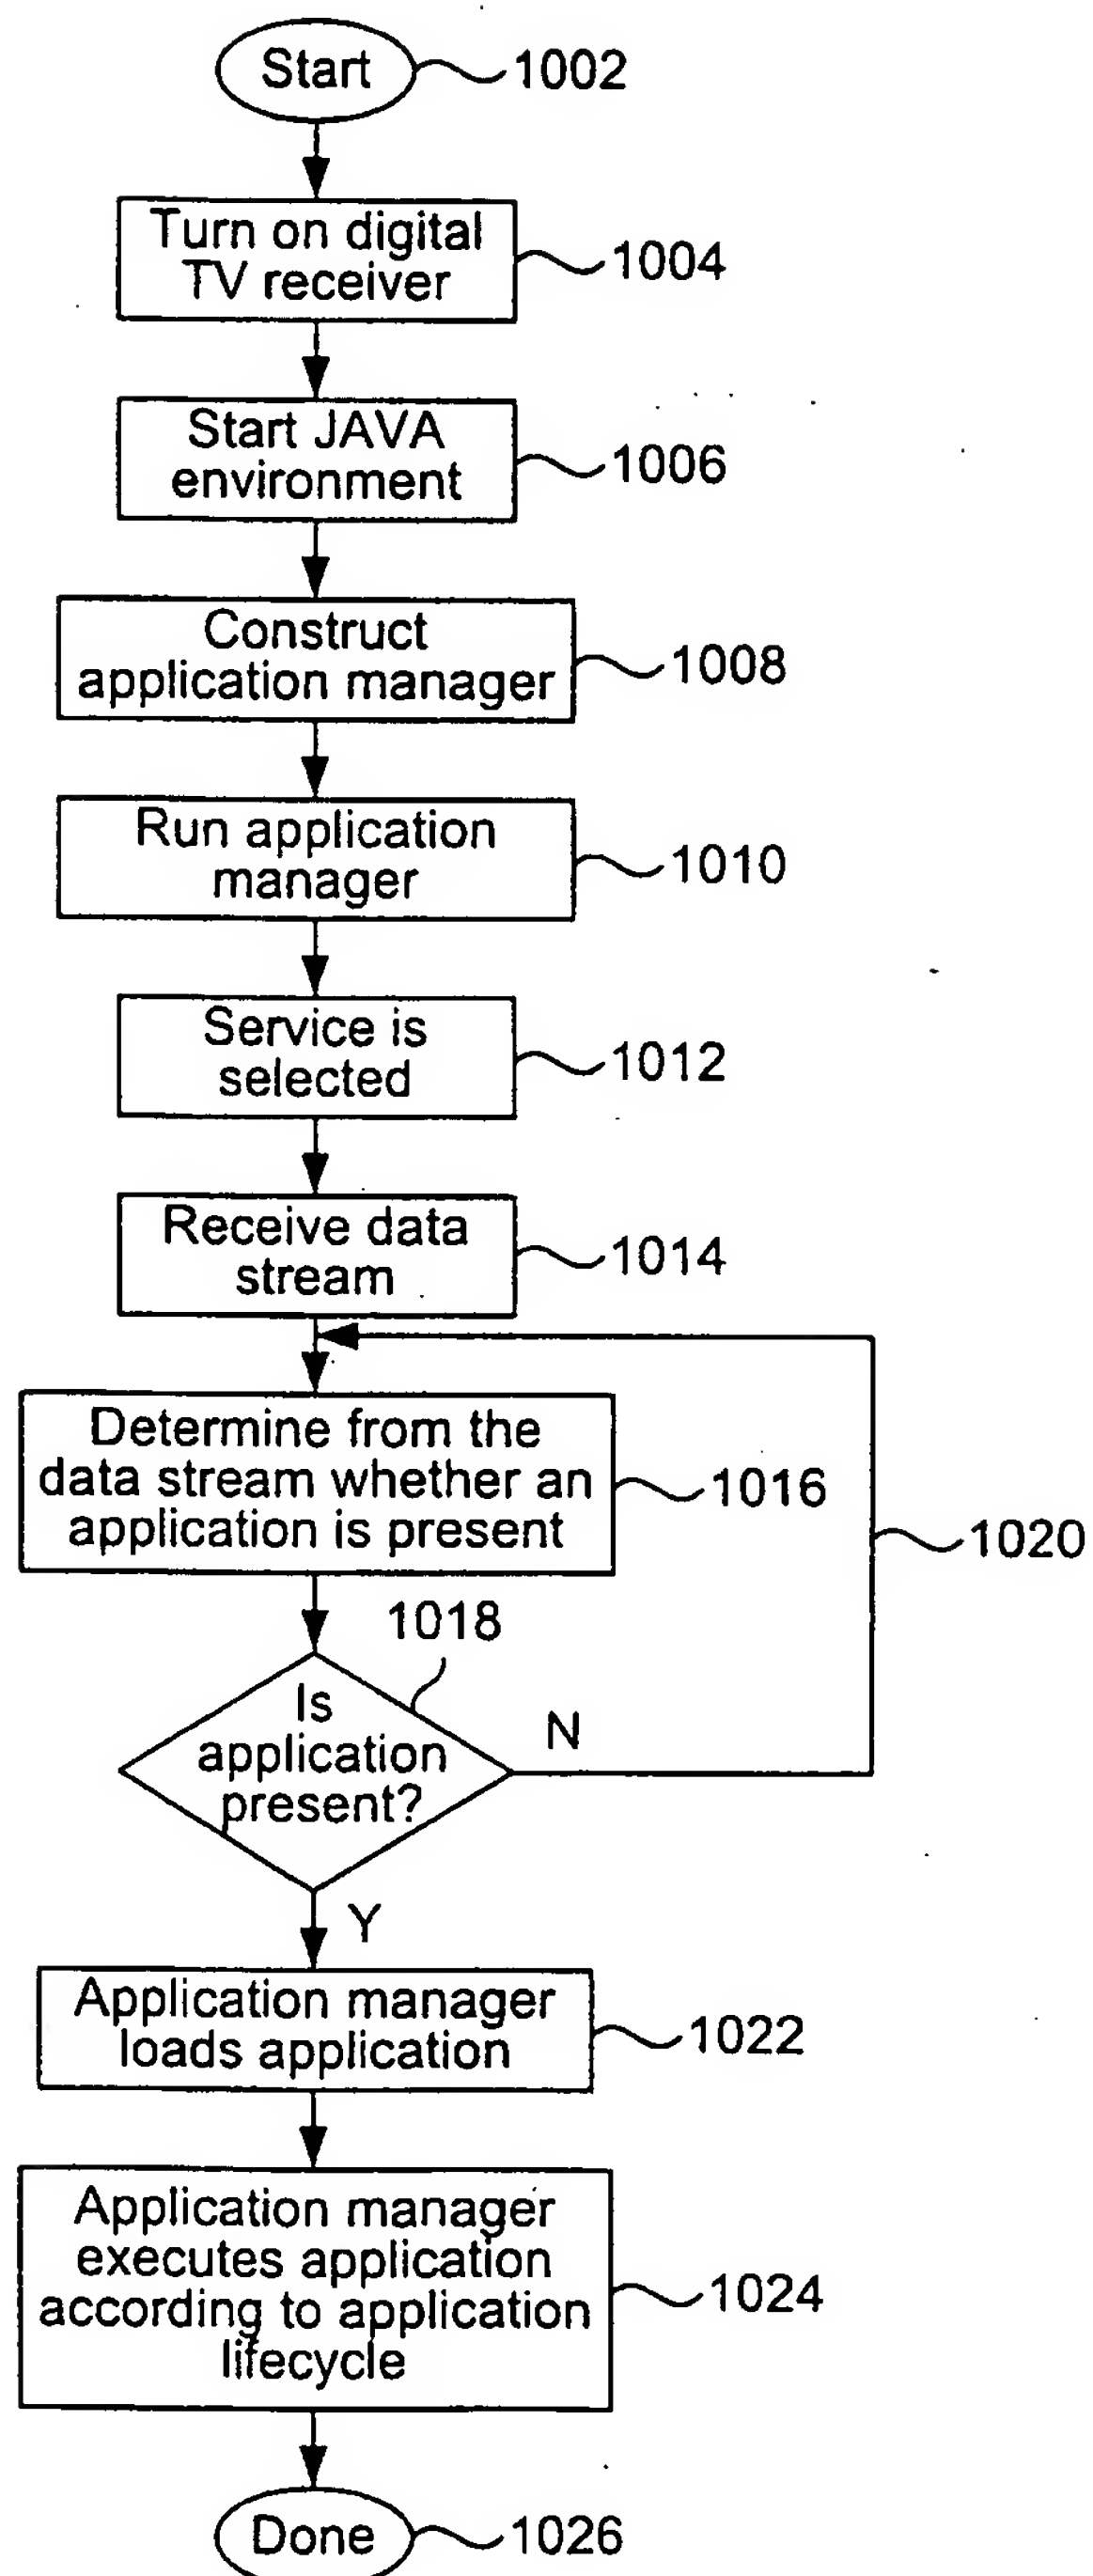 Start
1002
Turn on digital
TV receiver
1004
Start JAVA
environment
1006
Construct
application manager
1008
Run application
manager
1010
Service is
selected
1012
Receive data
stream
1014
Determine from the
data stream whether an
application is present
1016
1020
1018
Is
application
present?
N
Y
Application manager
loads application
1022
Application manager
executes application
according to application
lifecycle
1024
Done
1026